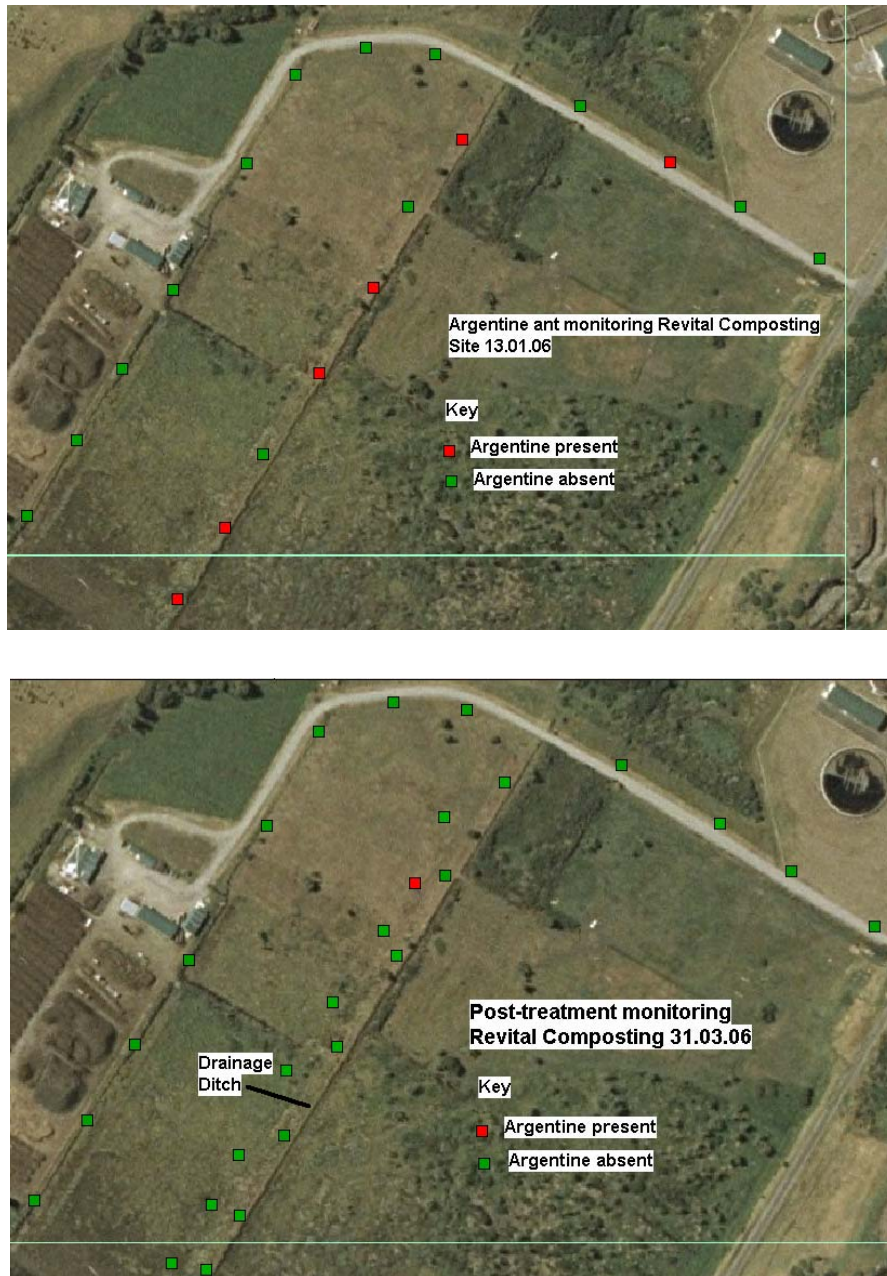 Argentine ant monitoring Revital Composting
Site 13.01.06
Key
Argentine present
Argentine absent
Post-treatment monitoring
Revital Composting 31.03.06
Drainage
Ditch
Key
Argentine present
Argentine absent